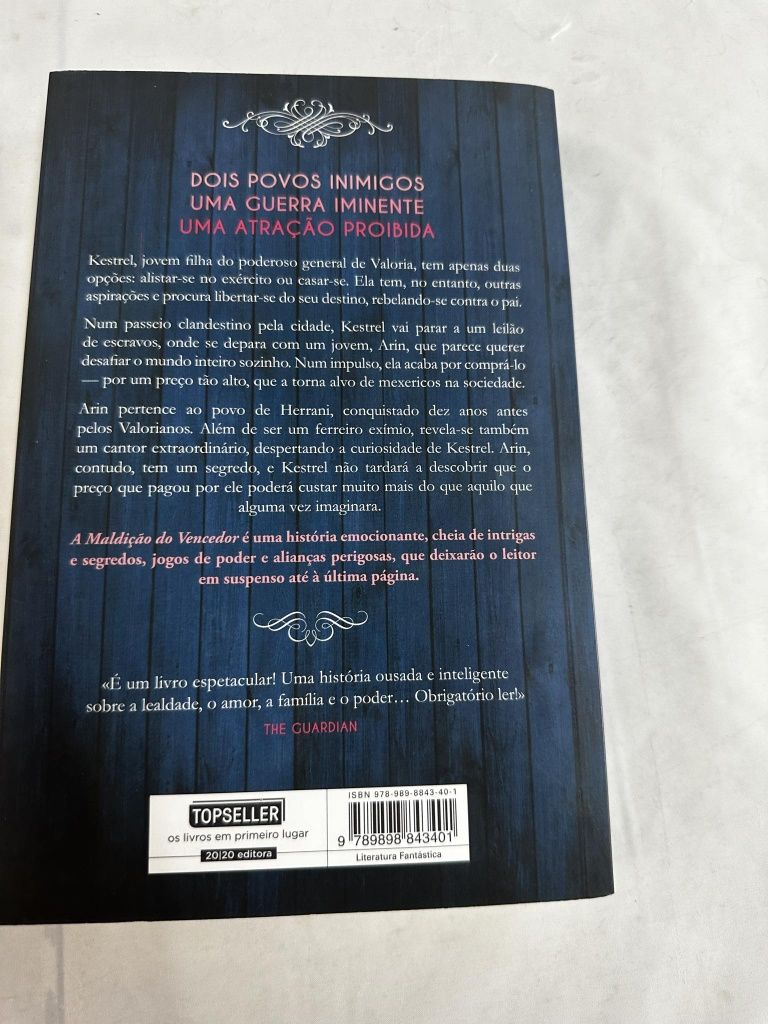 DOIS POVOS INIMIGOS
UMA GUERRA IMINENTE
UMA ATRAÇÃO PROIBIDA
Kestrel, jovem filha do poderoso general de Valoria, tem apenas duas
opções: alistar-se no exército ou casar-se. Ela tem, no entanto, outras
aspirações e procura libertar-se do seu destino, rebelando-se contra o pai.
Num passeio clandestino pela cidade, Kestrel vai parar a um leilão
de escravos, onde se depara com um jovem, Arin, que parece querer
desafiar o mundo inteiro sozinho. Num impulso, ela acaba por comprá-lo
— por um preço tão alto, que a torna alvo de mexericos na sociedade.
Arin pertence ao povo de Herrani, conquistado dez anos antes
pelos Valorianos. Além de ser um ferreiro exímio, revela-se também
um cantor extraordinário, despertando a curiosidade de Kestrel. Arin,
contudo, tem um segredo, e Kestrel não tardará a descobrir que o
preço que pagou por ele poderá custar muito mais do que aquilo que
alguma vez imaginara.
A Maldição do Vencedor é uma história emocionante, cheia de intrigas
e segredos, jogos de poder e alianças perigosas, que deixarão o leitor
em suspenso até à última página.
«É um livro espetacular! Uma história ousada e inteligente
sobre a lealdade, o amor, a família e o poder… Obrigatório ler!»
THE GUARDIAN
TOPSELLER
os livros em primeiro lugar
20|20 editora
ISBN 978-989-8843-40-1
9 789898 843401
Literatura Fantástica